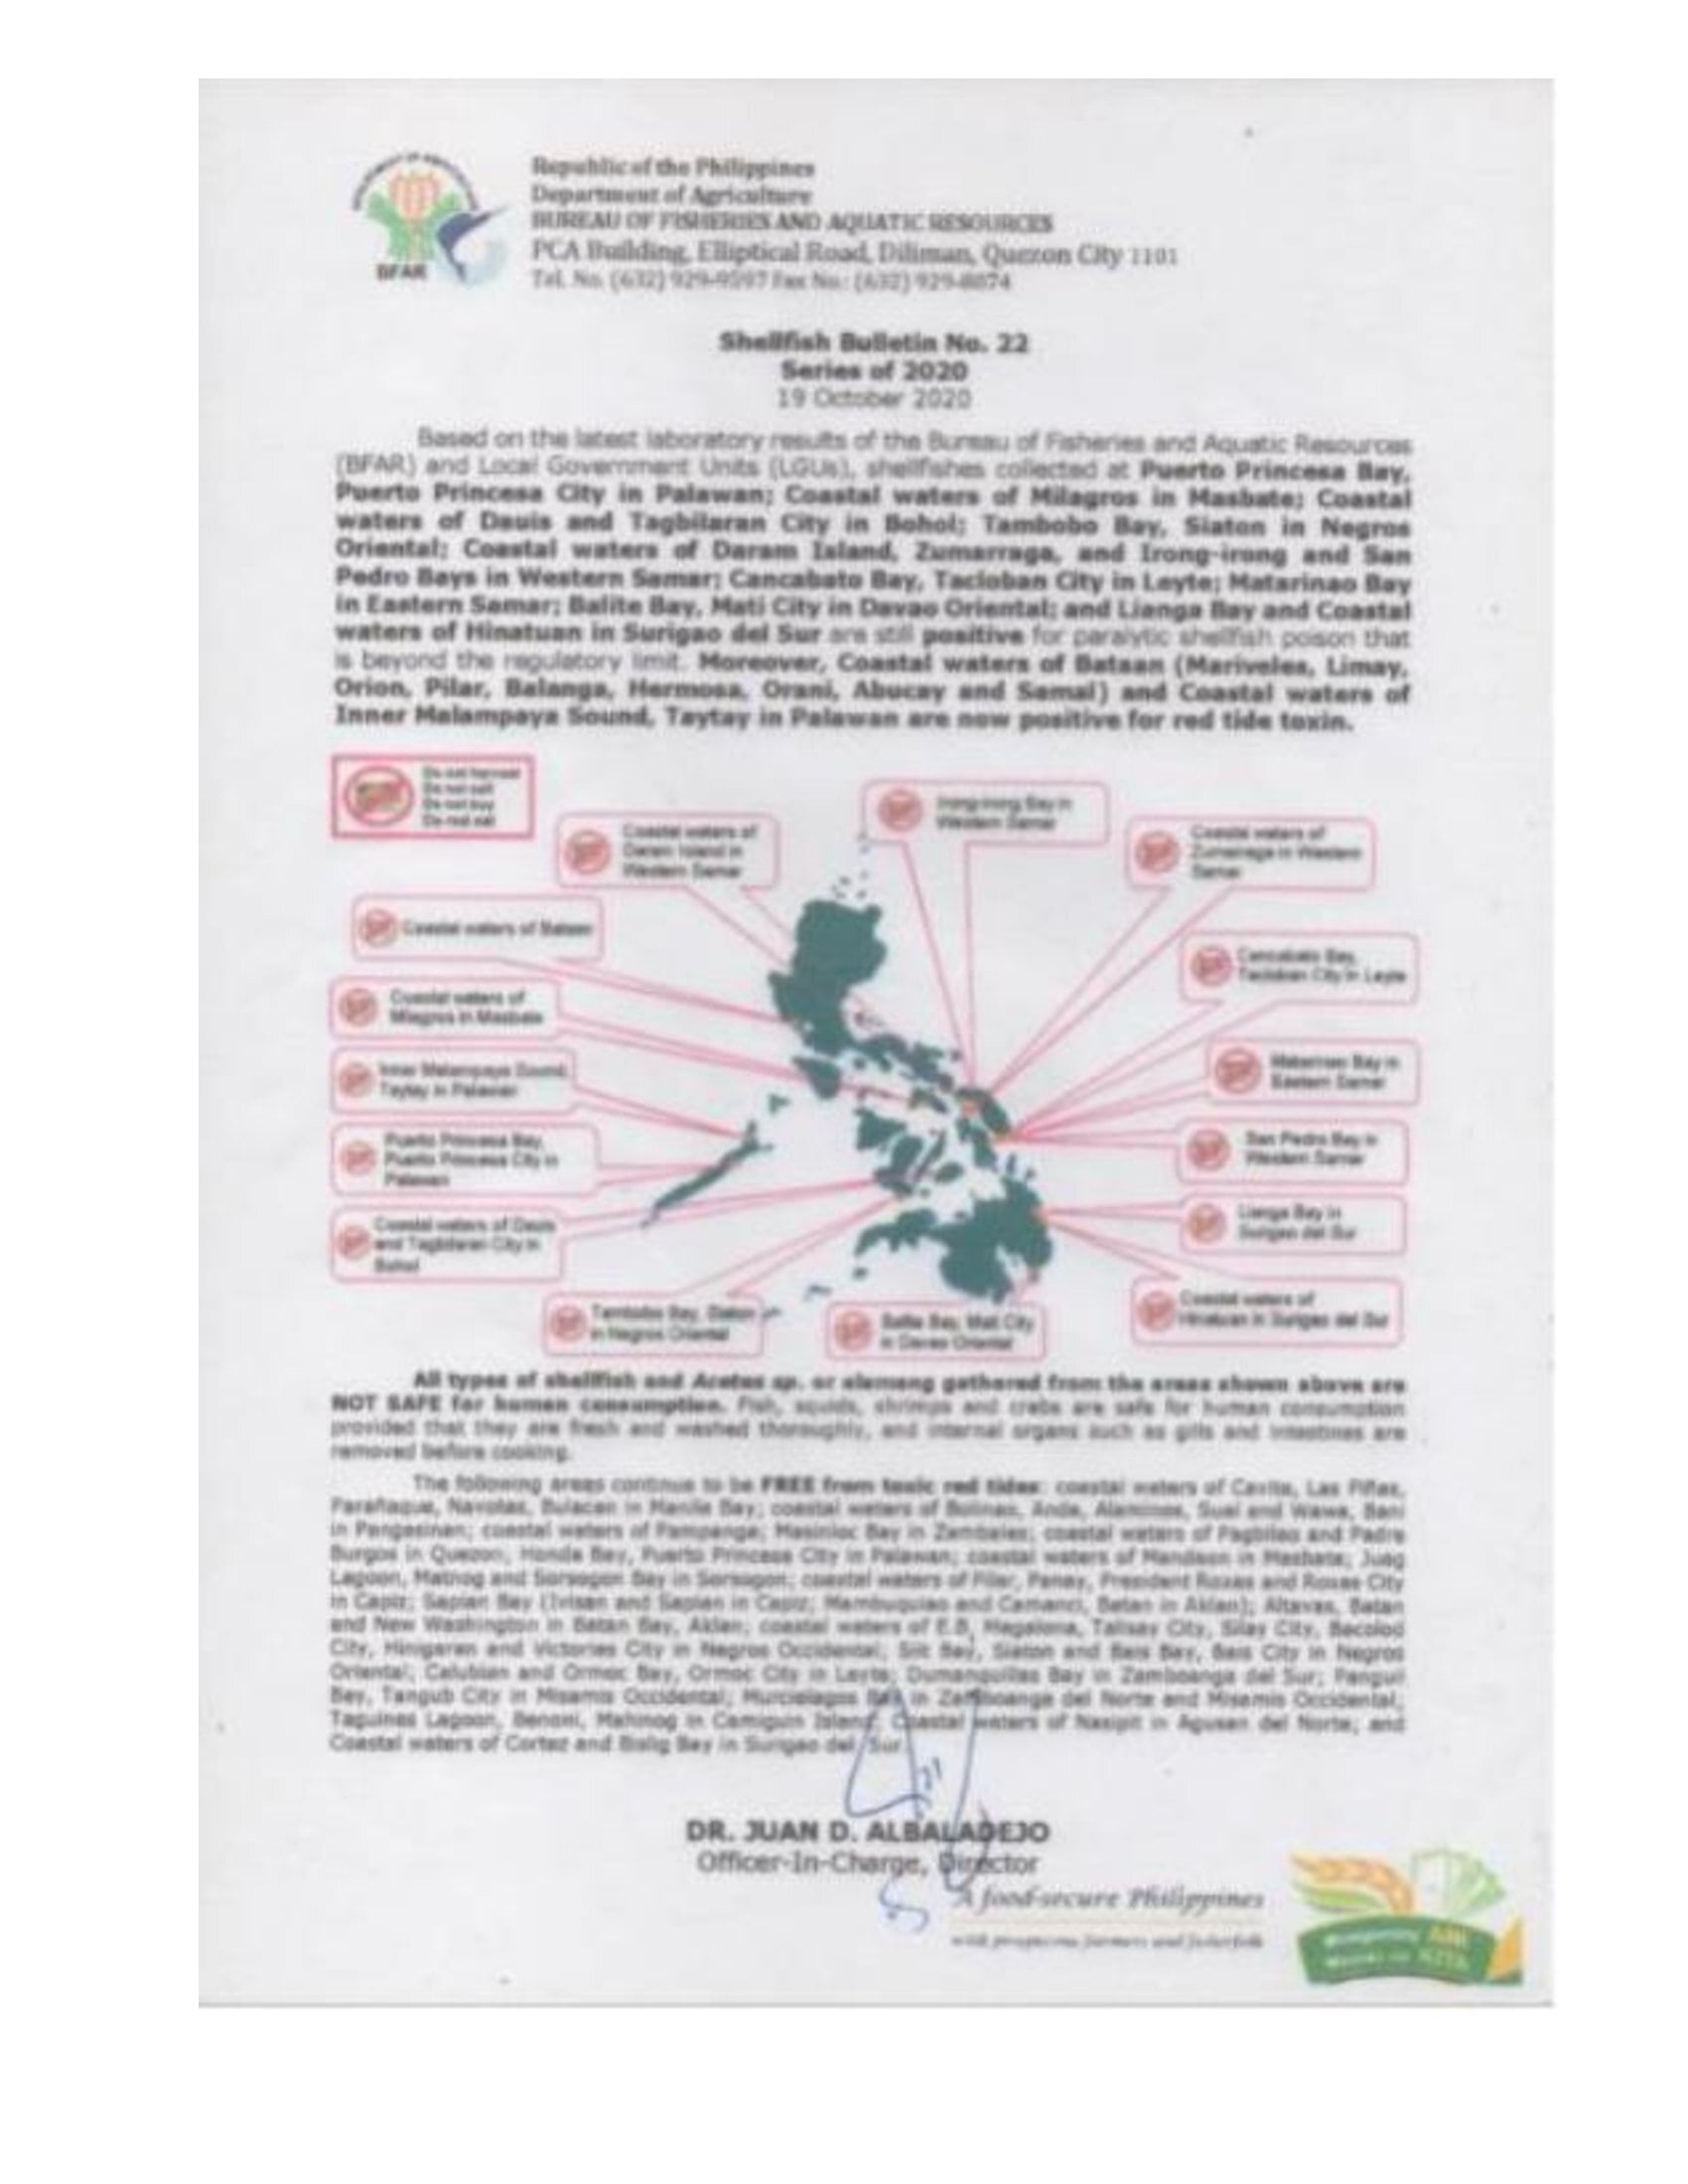 BFAR
Republic of the Philippines
Department of Agriculture
BUREAU OF FISHERIES AND AQUATIC RESOURCES
PCA Building, Elliptical Road, Diliman, Quezon City 1101
Tel. No. (632) 929-9597 Fax No.: (632) 929-8074
Shellfish Bulletin No. 22
Series of 2020
19 October 2020
Based on the latest laboratory results of the Bureau of Fisheries and Aquatic Resources
(BFAR) and Local Government Units (LGUs), shellfishes collected at Puerto Princesa Bay,
Puerto Princesa City in Palawan; Coastal waters of Milagros in Masbate; Coastal
waters of Dauis and Tagbilaran City in Bohol; Tambobo Bay, Siaton in Negros
Oriental; Coastal waters of Daram Island, Zumarraga, and Irong-irong and San
Pedro Bays in Western Samar; Cancabato Bay, Tacloban City in Leyte; Matarinao Bay
in Eastern Samar; Balite Bay, Mati City in Davao Oriental; and Lianga Bay and Coastal
waters of Hinatuan in Surigao del Sur are still positive for paralytic shellfish poison that
is beyond the regulatory limit. Moreover, Coastal waters of Bataan (Mariveles, Limay,
Orion, Pilar, Balanga, Hermosa, Orani, Abucay and Samal) and Coastal waters of
Inner Malampaya Sound, Taytay in Palawan are now positive for red tide toxin.
Do not harvest
Do not sell
Do not buy
Do not eat
Coastal waters of
Daram Island in
Western Samar
Irong-irong Bay in
Western Samar
Coastal waters of
Zumarraga in Western
Samar
Coastal waters of Bataan
Cancabato Bay,
Tacloban City in Leyte
Coastal waters of
Milagros in Masbate
Inner Malampaya Sound,
Taytay in Palawan
Matarinao Bay in
Eastern Samar
Puerto Princesa Bay,
Puerto Princesa City in
Palawan
San Pedro Bay in
Western Samar
Coastal waters of Dauis
and Tagbilaran City in
Bohol
Lianga Bay in
Surigao del Sur
Tambobo Bay, Siaton
in Negros Oriental
Balite Bay, Mati City
in Davao Oriental
Coastal waters of
Hinatuan in Surigao del Sur
All types of shellfish and Acetes sp. or alamang gathered from the areas shown above are
NOT SAFE for human consumption. Fish, squids, shrimps and crabs are safe for human consumption
provided that they are fresh and washed thoroughly, and internal organs such as gills and intestines are
removed before cooking.
The following areas continue to be FREE from toxic red tides: coastal waters of Cavite, Las Piñas,
Parañaque, Navotas, Bulacan in Manila Bay; coastal waters of Bolinao, Anda, Alaminos, Sual and Wawa, Bani
in Pangasinan; coastal waters of Pampanga; Masinloc Bay in Zambales; coastal waters of Pagbilao and Padre
Burgos in Quezon; Honda Bay, Puerto Princesa City in Palawan; coastal waters of Mandaon in Masbate; Juag
Lagoon, Matnog and Sorsogon Bay in Sorsogon; coastal waters of Pilar, Panay, President Roxas and Roxas City
in Capiz; Sapian Bay (Ivisan and Sapian in Capiz; Mambuquiao and Camanci, Batan in Aklan); Altavas, Batan
and New Washington in Batan Bay, Aklan; coastal waters of E.B. Magalona, Talisay City, Silay City, Bacolod
City, Hinigaran and Victorias City in Negros Occidental; Siit Bay, Siaton and Bais Bay, Bais City in Negros
Oriental; Calubian and Ormoc Bay, Ormoc City in Leyte; Dumanquillas Bay in Zamboanga del Sur; Panguil
Bay, Tangub City in Misamis Occidental; Murcielagos Bay in Zamboanga del Norte and Misamis Occidental;
Taguines Lagoon, Benoni, Mahinog in Camiguin Island; Coastal waters of Nasipit in Agusan del Norte; and
Coastal waters of Cortez and Bislig Bay in Surigao del Sur.
DR. JUAN D. ALBALADEJO
Officer-In-Charge, Director
A food-secure Philippines
with prosperous farmers and fisherfolk